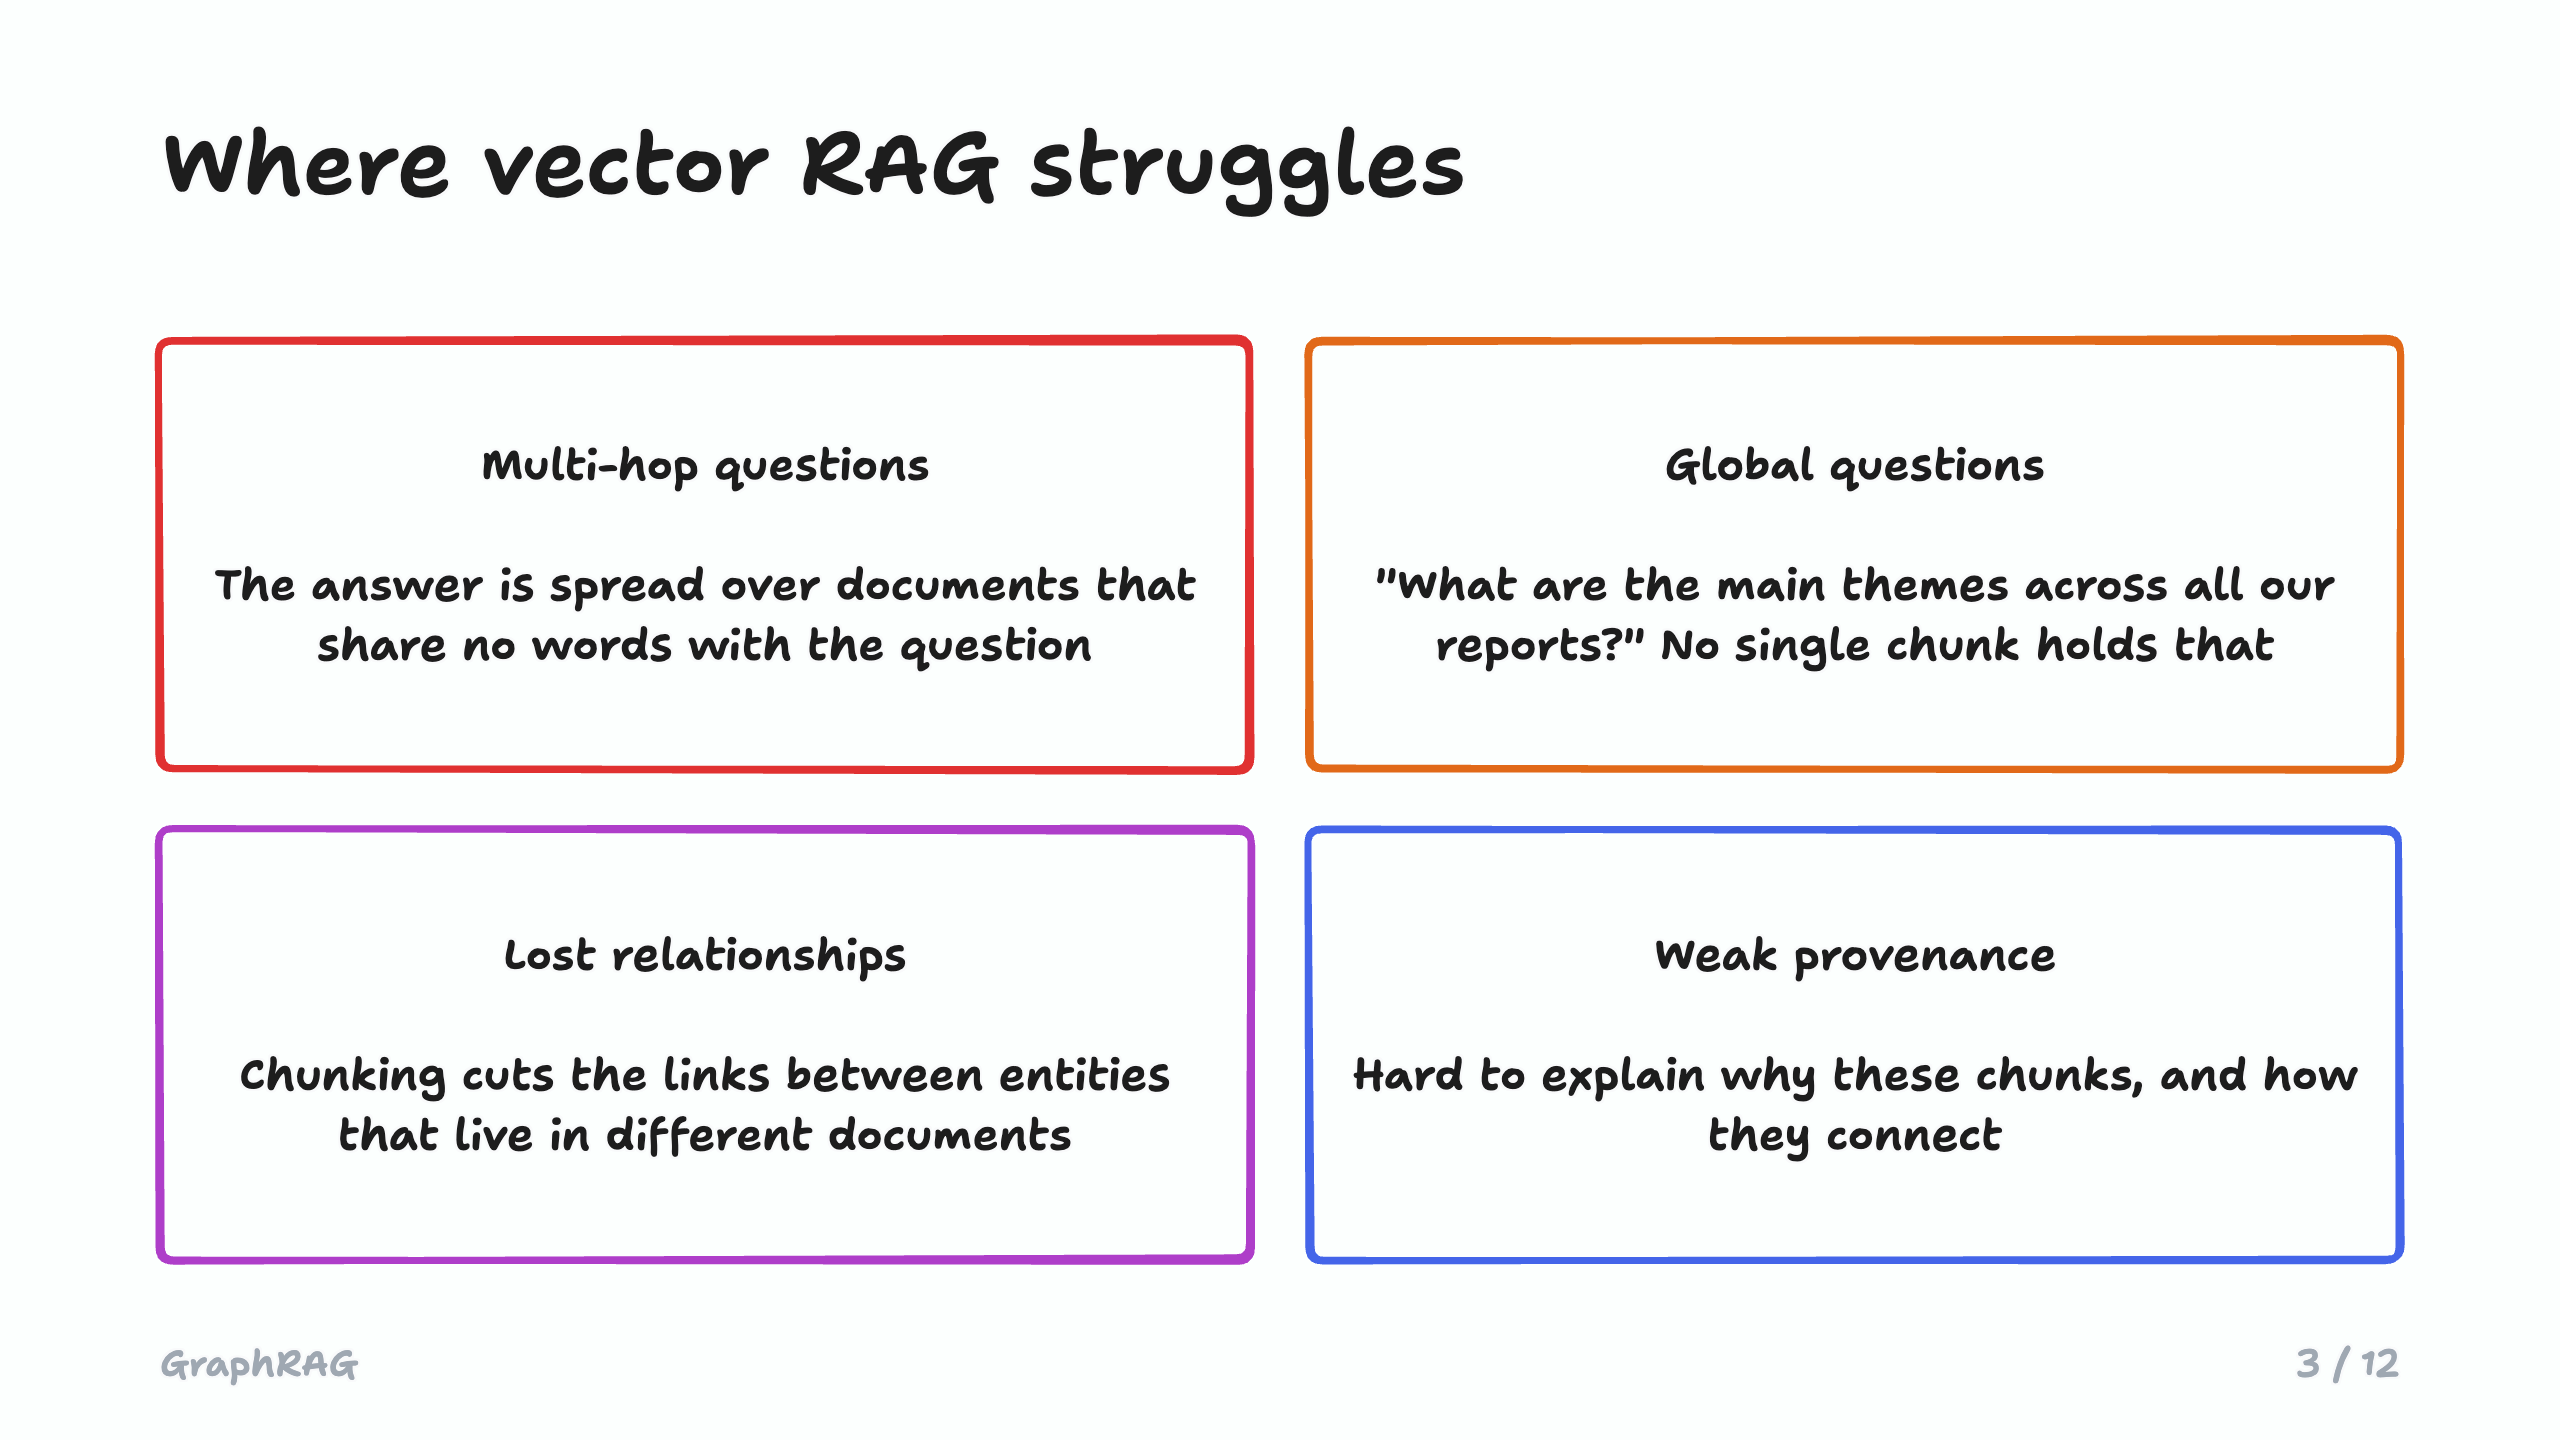 Where vector RAG struggles
Multi-hop questions
The answer is spread over documents that
share no words with the question
Global questions
"What are the main themes across all our
reports?" No single chunk holds that
Lost relationships
Chunking cuts the links between entities
that live in different documents
Weak provenance
Hard to explain why these chunks, and how
they connect
GraphRAG
3 / 12